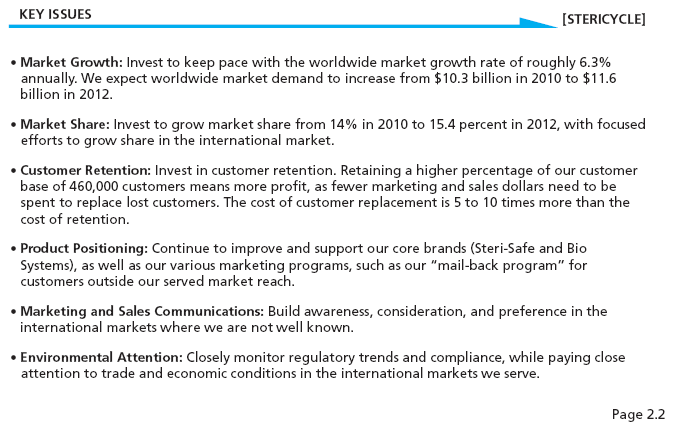 KEY ISSUES
[STERICYCLE]
• Market Growth: Invest to keep pace with the worldwide market growth rate of roughly 6.3%
annually. We expect worldwide market demand to increase from $10.3 billion in 2010 to $11.6
billion in 2012.
• Market Share: Invest to grow market share from 14% in 2010 to 15.4 percent in 2012, with focused
efforts to grow share in the international market.
• Customer Retention: Invest in customer retention. Retaining a higher percentage of our customer
base of 460,000 customers means more profit, as fewer marketing and sales dollars need to be
spent to replace lost customers. The cost of customer replacement is 5 to 10 times more than the
cost of retention.
• Product Positioning: Continue to improve and support our core brands (Steri-Safe and Bio
Systems), as well as our various marketing programs, such as our “mail-back program” for
customers outside our served market reach.
• Marketing and Sales Communications: Build awareness, consideration, and preference in the
international markets where we are not well known.
• Environmental Attention: Closely monitor regulatory trends and compliance, while paying close
attention to trade and economic conditions in the international markets we serve.
Page 2.2